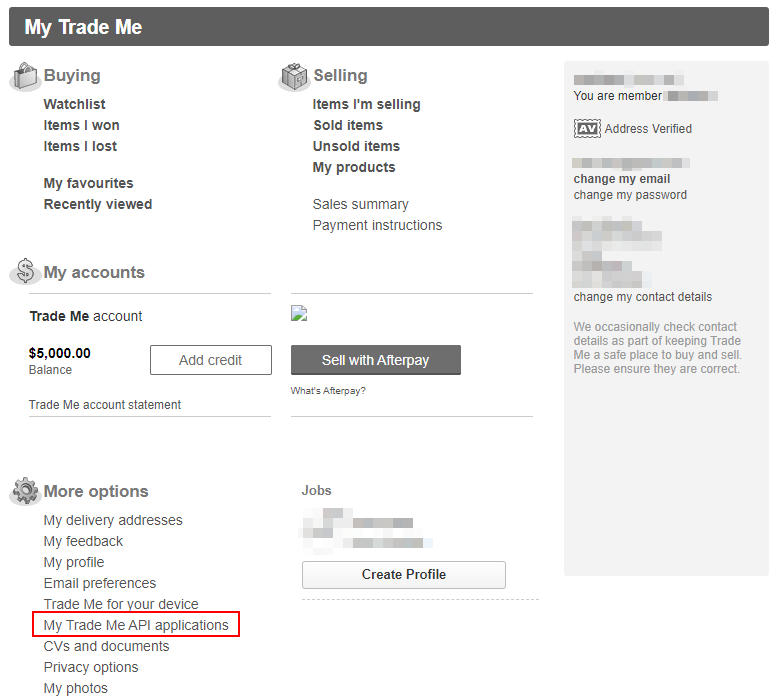 My Trade Me
Buying
Watchlist
Items I won
Items I lost
My favourites
Recently viewed
Selling
Items I'm selling
Sold items
Unsold items
My products
Sales summary
Payment instructions
You are member
AV Address Verified
change my email
change my password
change my contact details
We occasionally check contact
details as part of keeping Trade
Me a safe place to buy and sell.
Please ensure they are correct.
My accounts
Trade Me account
$5,000.00
Balance
Add credit
Trade Me account statement
Sell with Afterpay
What's Afterpay?
More options
My delivery addresses
My feedback
My profile
Email preferences
Trade Me for your device
My Trade Me API applications
CVs and documents
Privacy options
My photos
Jobs
Create Profile